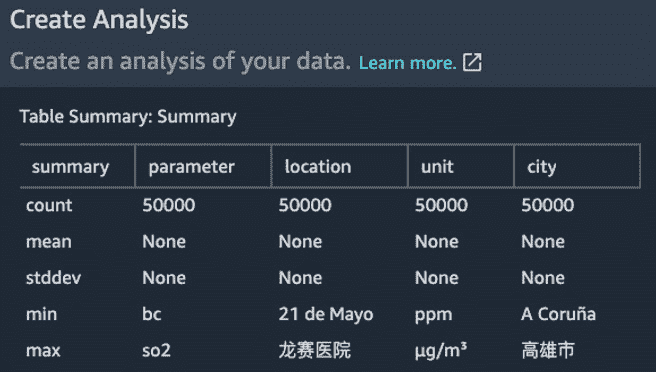 Create Analysis
Create an analysis of your data. Learn more.
Table Summary: Summary
summary parameter location unit city
count 50000 50000 50000 50000
mean None None None None
stddev None None None None
min bc 21 de Mayo ppm A Coruña
max so2 龙赛医院 µg/m³ 高雄市